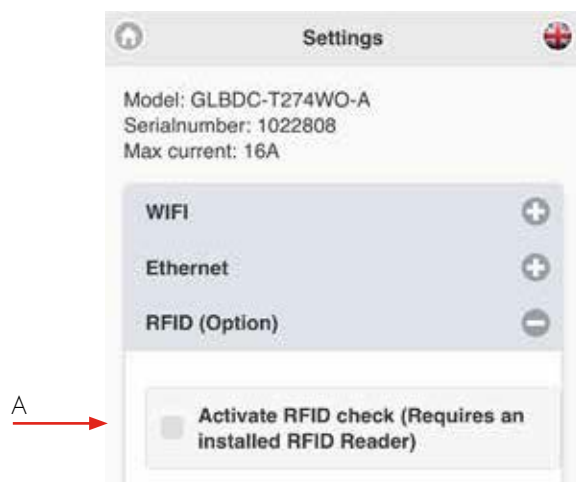 Settings
Model: GLBDC-T274WO-A
Serialnumber: 1022808
Max current: 16A
WIFI
Ethernet
RFID (Option)
A
Activate RFID check (Requires an
installed RFID Reader)